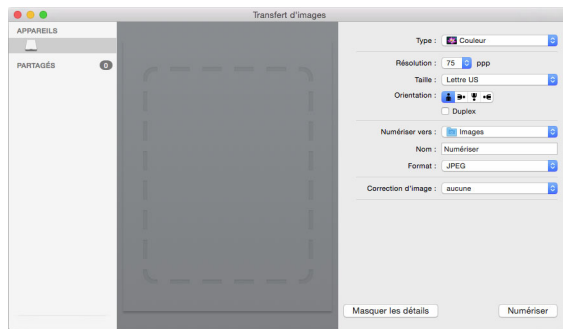 Transfert d'images
APPAREILS
PARTAGÉS 0
Type : Couleur
Résolution : 75 ppp
Taille : Lettre US
Orientation :
Duplex
Numériser vers : Images
Nom : Numériser
Format : JPEG
Correction d'image : aucune
Masquer les détails Numériser